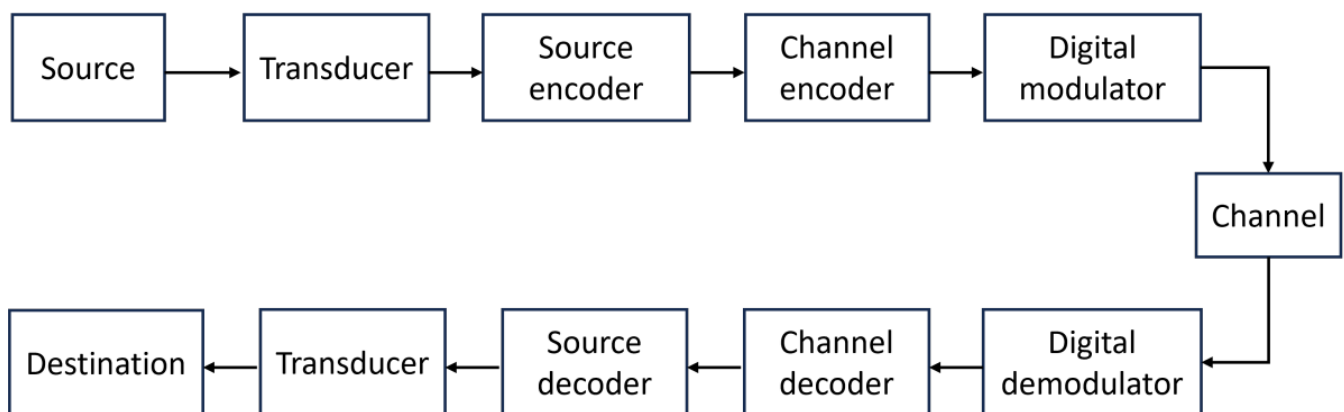 Source
Transducer
Source
encoder
Channel
encoder
Digital
modulator
Channel
Digital
demodulator
Channel
decoder
Source
decoder
Transducer
Destination